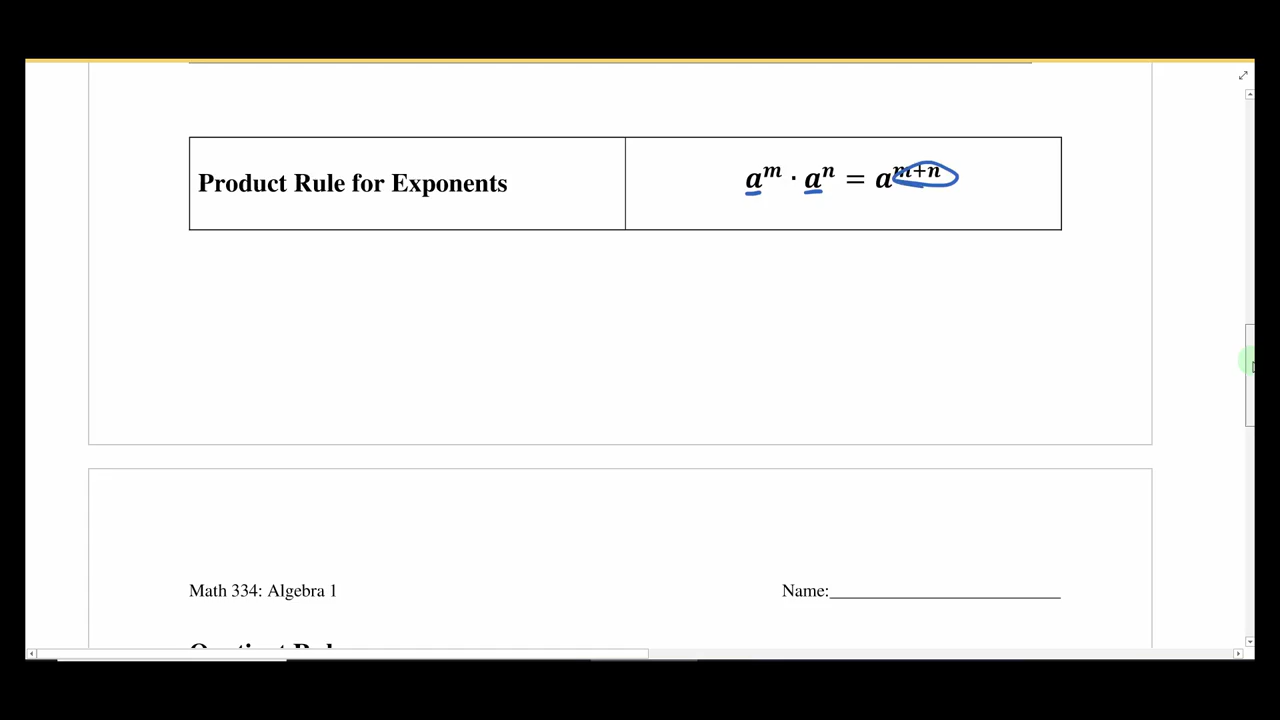 Product Rule for Exponents
a^m · a^n = a^{m+n}
Math 334: Algebra 1
Name: